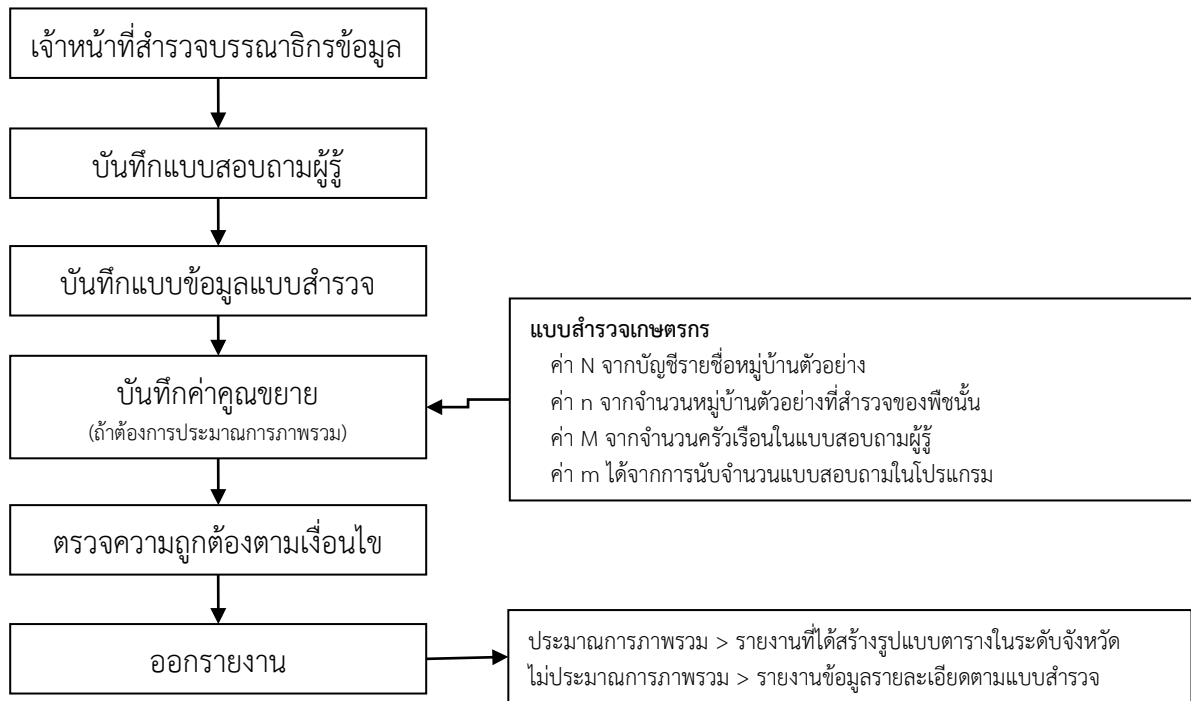 เจ้าหน้าที่สำรวจบรรณาธิกรข้อมูล
บันทึกแบบสอบถามผู้รู้
บันทึกแบบข้อมูลแบบสำรวจ
บันทึกค่าคูณขยาย
(ถ้าต้องการประมาณการภาพรวม)
แบบสำรวจเกษตรกร
ค่า N จากบัญชีรายชื่อหมู่บ้านตัวอย่าง
ค่า n จากจำนวนหมู่บ้านตัวอย่างที่สำรวจของพืชนั้น
ค่า M จากจำนวนครัวเรือนในแบบสอบถามผู้รู้
ค่า m ได้จากการนับจำนวนแบบสอบถามในโปรแกรม
ตรวจความถูกต้องตามเงื่อนไข
ออกรายงาน
ประมาณการภาพรวม > รายงานที่ได้สร้างรูปแบบตารางในระดับจังหวัด
ไม่ประมาณการภาพรวม > รายงานข้อมูลรายละเอียดตามแบบสำรวจ